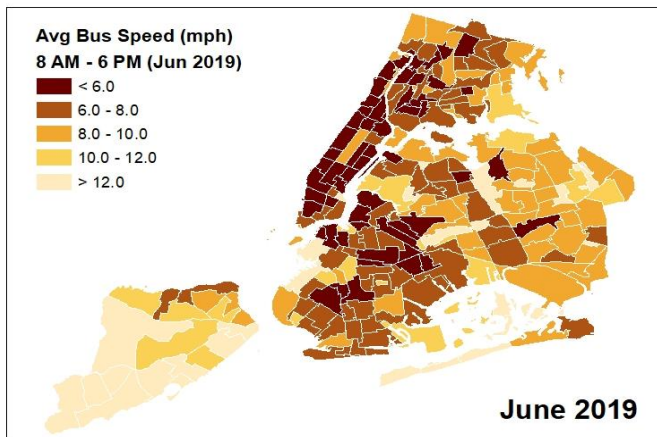 Avg Bus Speed (mph)
8 AM - 6 PM (Jun 2019)
< 6.0
6.0 - 8.0
8.0 - 10.0
10.0 - 12.0
> 12.0
June 2019